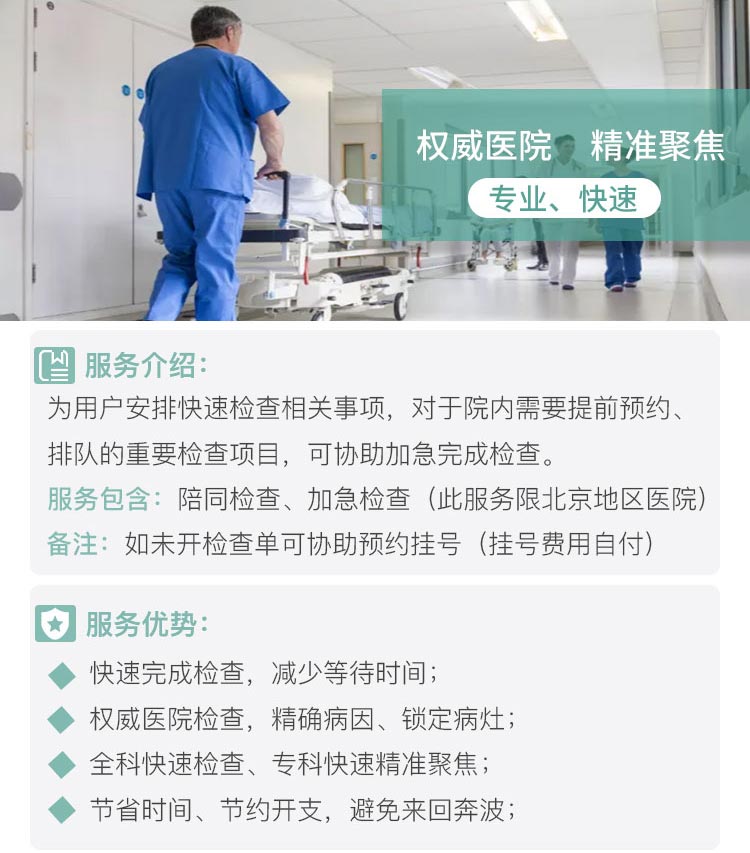 权威医院 精准聚焦
专业、快速
服务介绍:
为用户安排快速检查相关事项，对于院内需要提前预约、
排队的重要检查项目，可协助加急完成检查。
服务包含：陪同检查、加急检查（此服务限北京地区医院）
备注：如未开检查单可协助预约挂号（挂号费用自付）
服务优势:
快速完成检查，减少等待时间；
权威医院检查，精确病因、锁定病灶；
全科快速检查、专科快速精准聚焦；
节省时间、节约开支，避免来回奔波；